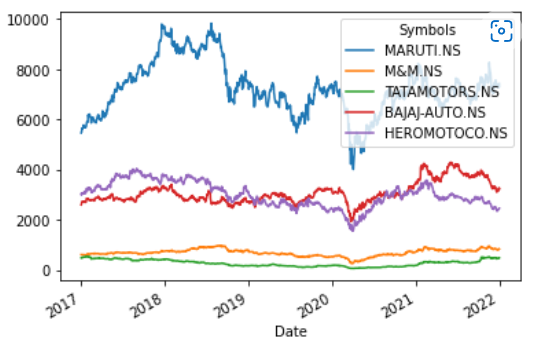 10000
8000
6000
4000
2000
0
Symbols
MARUTI.NS
M&M.NS
TATAMOTORS.NS
BAJAJ-AUTO.NS
HEROMOTOCO.NS
2017
2018
2019
2020
2021
2022
Date